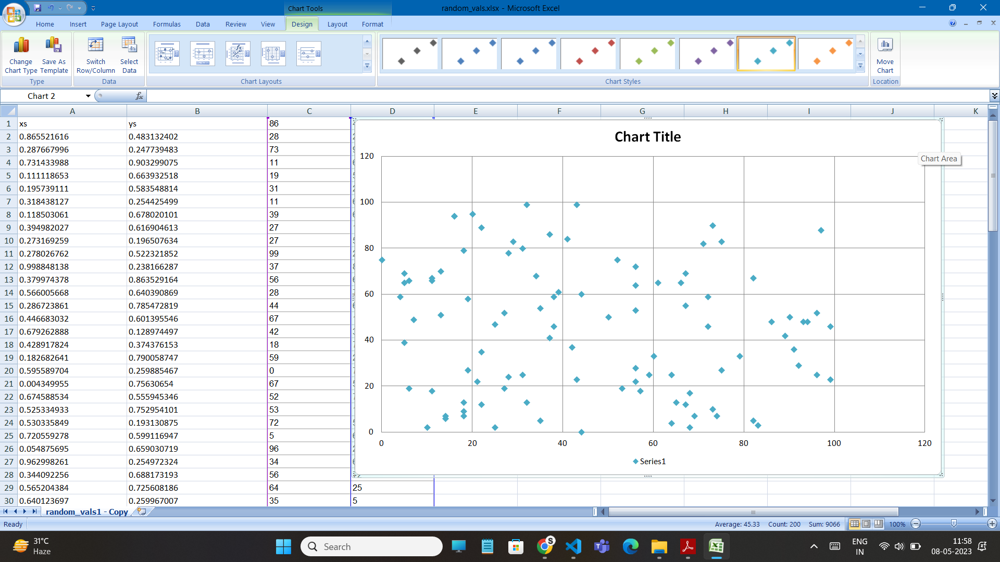 Chart Tools
random_vals.xlsx - Microsoft Excel
Home Insert Page Layout Formulas Data Review View Design Layout Format
Change Chart Type
Save As Template
Switch Row/Column
Select Data
Move Chart
Type Data Chart Layouts Chart Styles Location
Chart 2 fx
A B C D E F G H I J K
1 xs ys 86
2 0.865521616 0.483132402 28
3 0.287667996 0.247739483 73
4 0.731433988 0.903299075 11
5 0.111118653 0.663932518 19
6 0.195739111 0.583548814 31
7 0.318438127 0.254425499 11
8 0.118503061 0.678020101 39
9 0.394982027 0.616904613 27
10 0.273169259 0.196507634 27
11 0.278026762 0.522321852 99
12 0.998848138 0.238166287 37
13 0.379974378 0.863529164 56
14 0.566005668 0.640390869 28
15 0.286723861 0.785472819 44
16 0.446683032 0.601395546 67
17 0.679262888 0.128974497 42
18 0.428917824 0.374376153 18
19 0.182682641 0.790058747 59
20 0.595589704 0.259885467 0
21 0.004349955 0.75630654 67
22 0.674588534 0.555945346 52
23 0.525334933 0.752954101 53
24 0.530335849 0.193130875 72
25 0.720559278 0.599116947 5
26 0.054875695 0.659030719 96
27 0.962998261 0.254972324 34
28 0.344092256 0.688173193 56
29 0.565204384 0.725608186 64 25
30 0.640123697 0.259967007 35 5
Chart Title
Chart Area
120
100
80
60
40
20
0
0 20 40 60 80 100 120
Series1
random_vals1 - Copy
Ready Average: 45.33 Count: 200 Sum: 9066 100%
31°C
Haze
Search
S
ENG
IN
11:58
08-05-2023